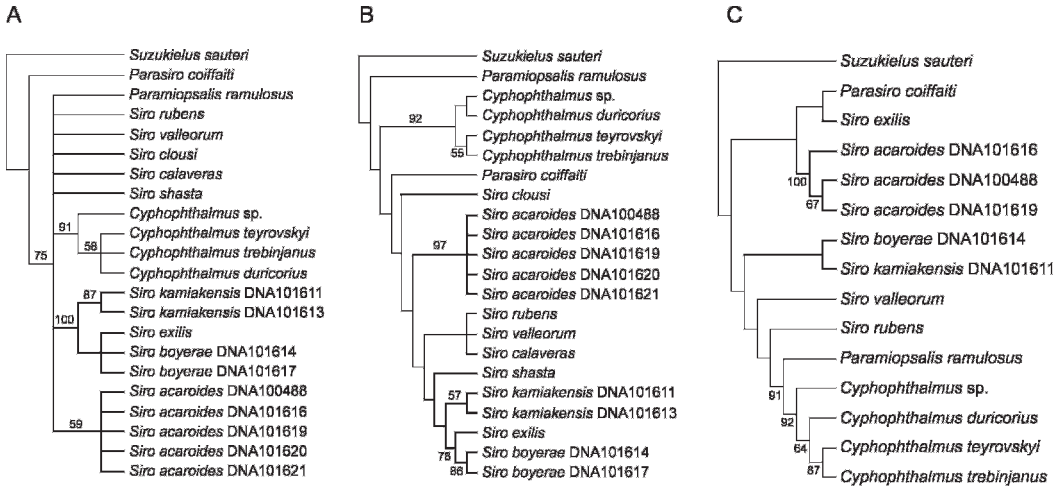 A
Suzukielus sauteri
Parasiro coiffaiti
Paramiopsalis ramulosus
Siro rubens
Siro valleorum
Siro clousi
Siro calaveras
Siro shasta
Cyphophthalmus sp.
91
Cyphophthalmus teyrovskyi
58
75
Cyphophthalmus trebinjanus
Cyphophthalmus duricorius
Siro kamiakensis DNA101611
87
Siro kamiakensis DNA101613
100
Siro exilis
Siro boyerae DNA101614
Siro boyerae DNA101617
Siro acaroides DNA100488
Siro acaroides DNA101616
59
Siro acaroides DNA101619
Siro acaroides DNA101620
Siro acaroides DNA101621
B
Suzukielus sauteri
Paramiopsalis ramulosus
Cyphophthalmus sp.
92
Cyphophthalmus duricorius
Cyphophthalmus teyrovskyi
55
Cyphophthalmus trebinjanus
Parasiro coiffaiti
Siro clousi
Siro acaroides DNA100488
Siro acaroides DNA101616
97
Siro acaroides DNA101619
Siro acaroides DNA101620
Siro acaroides DNA101621
Siro rubens
Siro valleorum
Siro calaveras
Siro shasta
57
Siro kamiakensis DNA101611
Siro kamiakensis DNA101613
Siro exilis
75
Siro boyerae DNA101614
86
Siro boyerae DNA101617
C
Suzukielus sauteri
Parasiro coiffaiti
Siro exilis
Siro acaroides DNA101616
100
Siro acaroides DNA100488
67
Siro acaroides DNA101619
Siro boyerae DNA101614
Siro kamiakensis DNA101611
Siro valleorum
Siro rubens
Paramiopsalis ramulosus
91
Cyphophthalmus sp.
92
Cyphophthalmus duricorius
64
Cyphophthalmus teyrovskyi
87
Cyphophthalmus trebinjanus